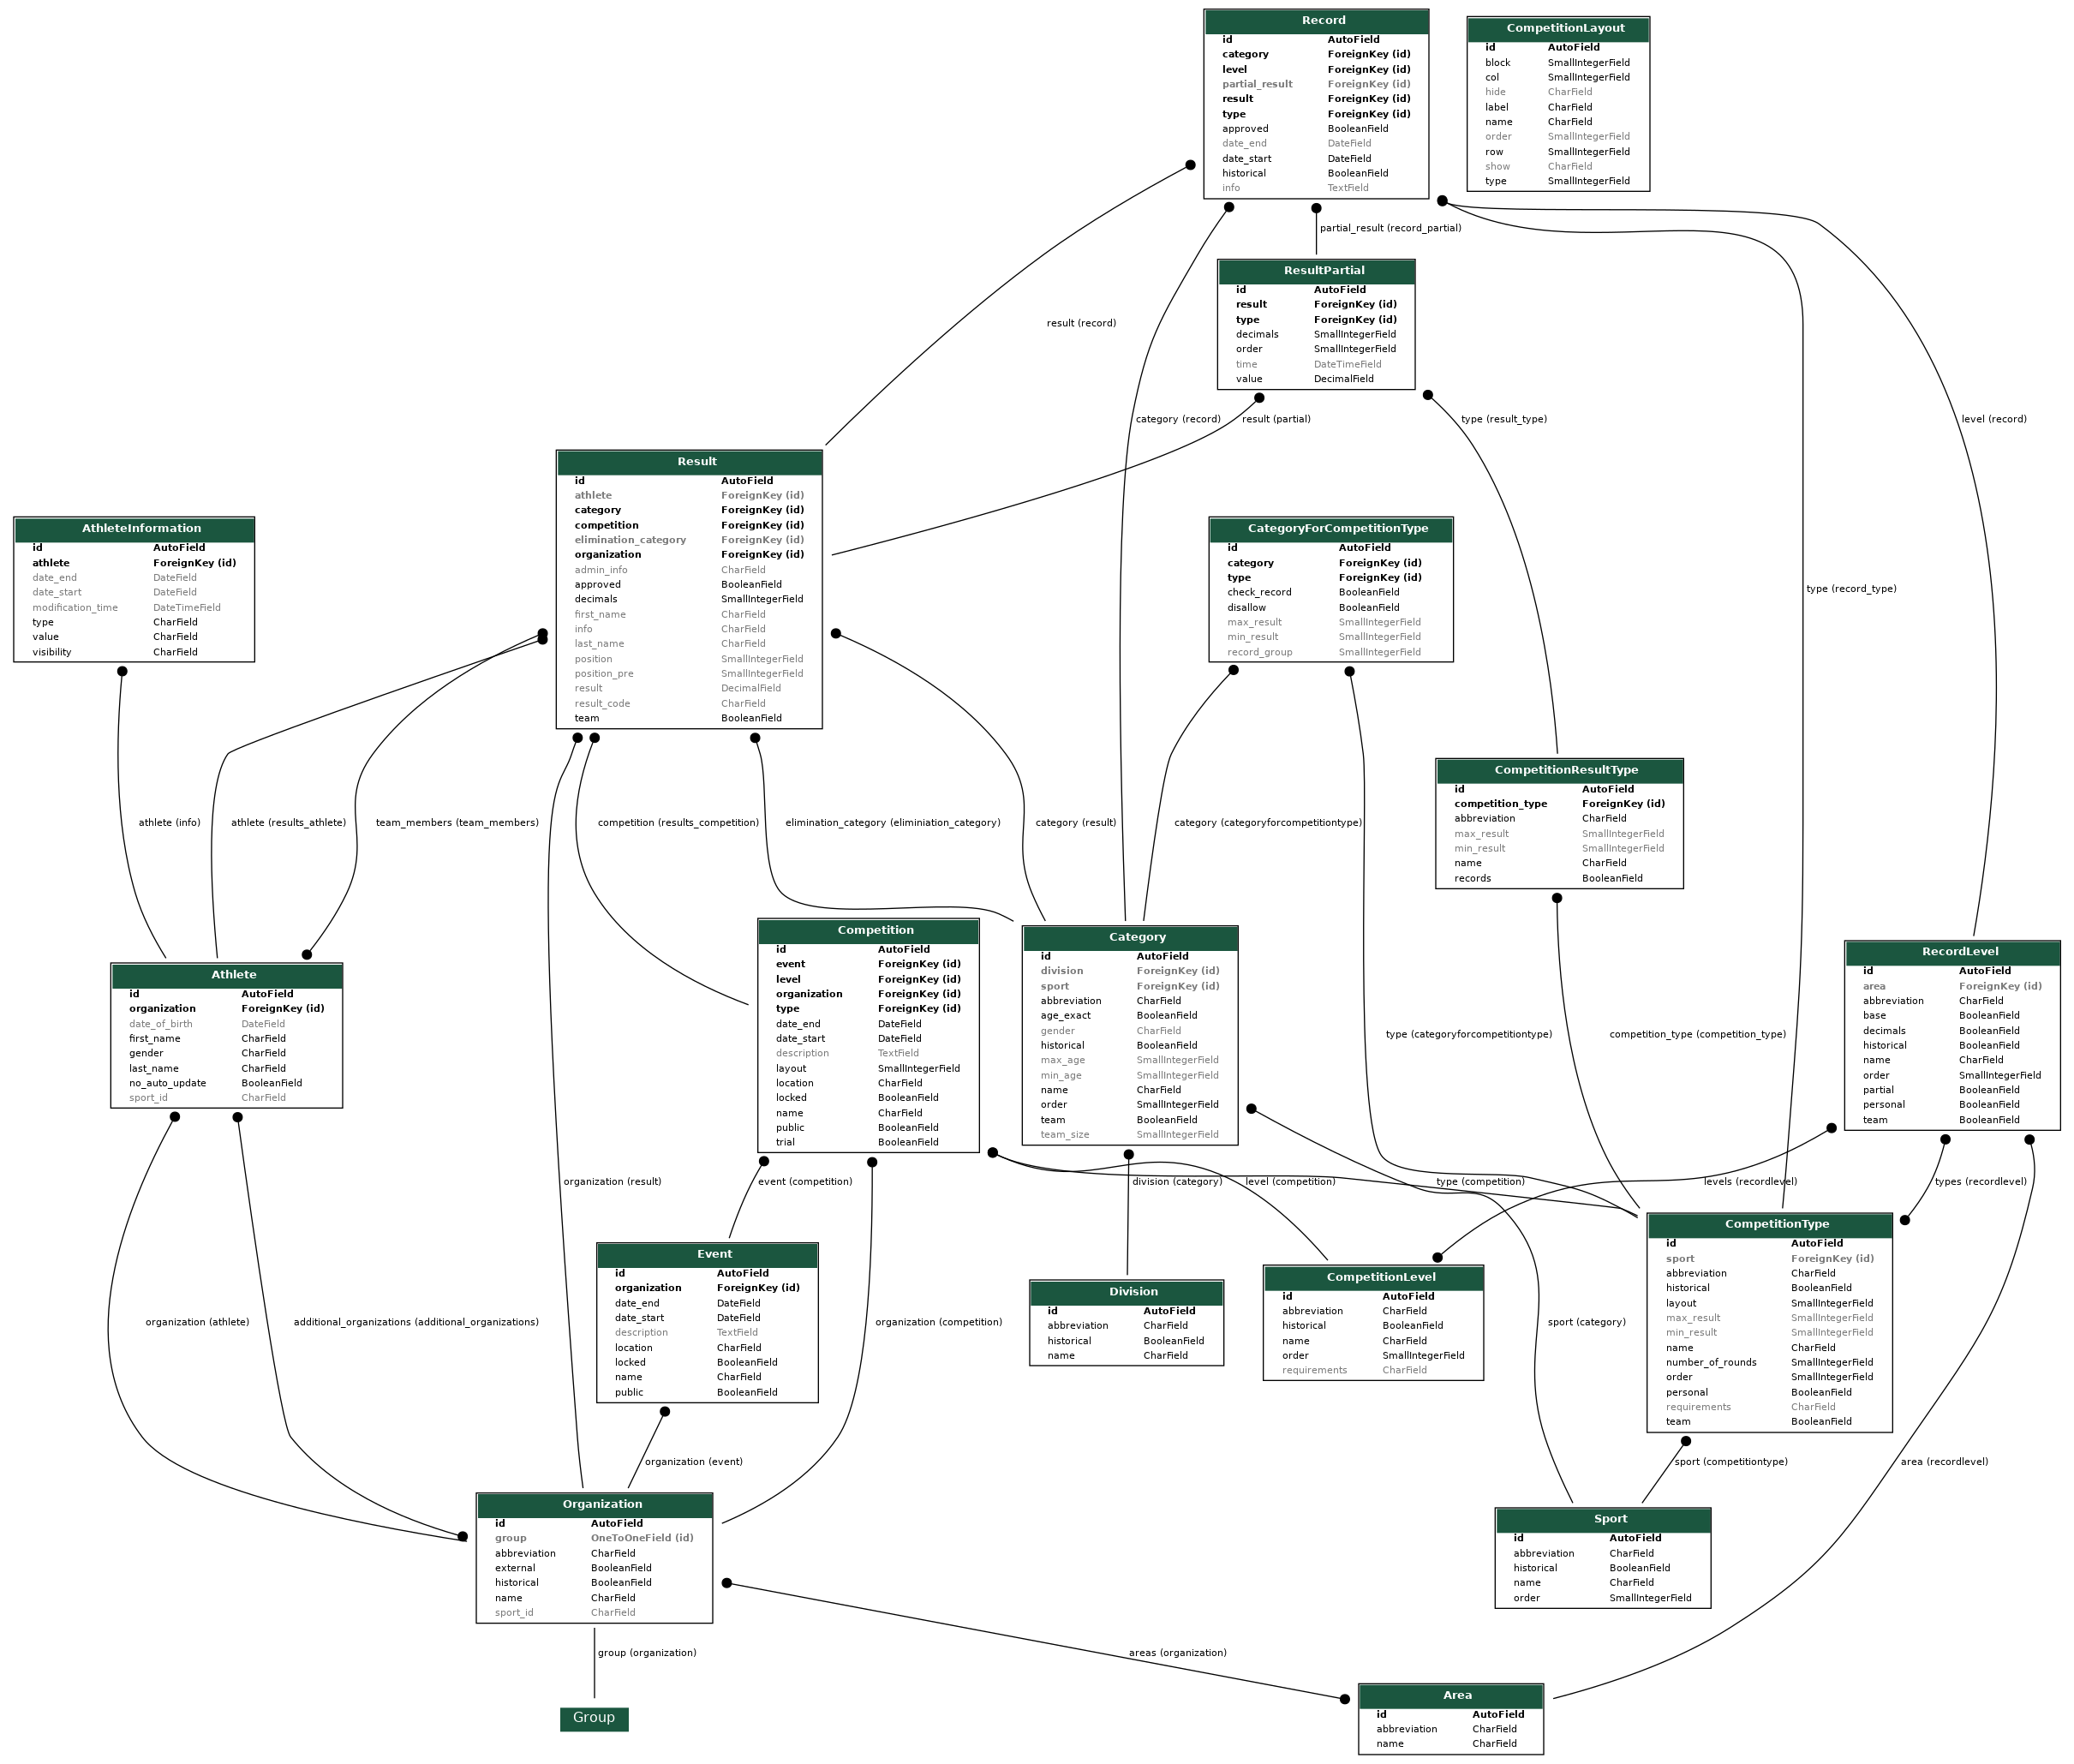 Record
id AutoField
category ForeignKey (id)
level ForeignKey (id)
partial_result ForeignKey (id)
result ForeignKey (id)
type ForeignKey (id)
approved BooleanField
date_end DateField
date_start DateField
historical BooleanField
info TextField
CompetitionLayout
id AutoField
block SmallIntegerField
col SmallIntegerField
hide CharField
label CharField
name CharField
order SmallIntegerField
row SmallIntegerField
show CharField
type SmallIntegerField
partial_result (record_partial)
ResultPartial
id AutoField
result ForeignKey (id)
type ForeignKey (id)
decimals SmallIntegerField
order SmallIntegerField
time DateTimeField
value DecimalField
result (record)
category (record)
result (partial)
type (result_type)
level (record)
Result
id AutoField
athlete ForeignKey (id)
category ForeignKey (id)
competition ForeignKey (id)
elimination_category ForeignKey (id)
organization ForeignKey (id)
admin_info CharField
approved BooleanField
decimals SmallIntegerField
first_name CharField
info CharField
last_name CharField
position SmallIntegerField
position_pre SmallIntegerField
result DecimalField
result_code CharField
team BooleanField
AthleteInformation
id AutoField
athlete ForeignKey (id)
date_end DateField
date_start DateField
modification_time DateTimeField
type CharField
value CharField
visibility CharField
CategoryForCompetitionType
id AutoField
category ForeignKey (id)
type ForeignKey (id)
check_record BooleanField
disallow BooleanField
max_result SmallIntegerField
min_result SmallIntegerField
record_group SmallIntegerField
type (record_type)
CompetitionResultType
id AutoField
competition_type ForeignKey (id)
abbreviation CharField
max_result SmallIntegerField
min_result SmallIntegerField
name CharField
records BooleanField
athlete (info)
athlete (results_athlete)
team_members (team_members)
competition (results_competition)
elimination_category (eliminiation_category)
category (result)
category (categoryforcompetitiontype)
Athlete
id AutoField
organization ForeignKey (id)
date_of_birth DateField
first_name CharField
gender CharField
last_name CharField
no_auto_update BooleanField
sport_id CharField
Competition
id AutoField
event ForeignKey (id)
level ForeignKey (id)
organization ForeignKey (id)
type ForeignKey (id)
date_end DateField
date_start DateField
description TextField
layout SmallIntegerField
location CharField
locked BooleanField
name CharField
public BooleanField
trial BooleanField
Category
id AutoField
division ForeignKey (id)
sport ForeignKey (id)
abbreviation CharField
age_exact BooleanField
gender CharField
historical BooleanField
max_age SmallIntegerField
min_age SmallIntegerField
name CharField
order SmallIntegerField
team BooleanField
team_size SmallIntegerField
type (categoryforcompetitiontype)
competition_type (competition_type)
RecordLevel
id AutoField
area ForeignKey (id)
abbreviation CharField
base BooleanField
decimals BooleanField
historical BooleanField
name CharField
order SmallIntegerField
partial BooleanField
personal BooleanField
team BooleanField
organization (result)
event (competition)
division (category)
level (competition)
type (competition)
levels (recordlevel)
types (recordlevel)
Event
id AutoField
organization ForeignKey (id)
date_end DateField
date_start DateField
description TextField
location CharField
locked BooleanField
name CharField
public BooleanField
Division
id AutoField
abbreviation CharField
historical BooleanField
name CharField
CompetitionLevel
id AutoField
abbreviation CharField
historical BooleanField
name CharField
order SmallIntegerField
requirements CharField
CompetitionType
id AutoField
sport ForeignKey (id)
abbreviation CharField
historical BooleanField
layout SmallIntegerField
max_result SmallIntegerField
min_result SmallIntegerField
name CharField
number_of_rounds SmallIntegerField
order SmallIntegerField
personal BooleanField
requirements CharField
team BooleanField
organization (athlete)
additional_organizations (additional_organizations)
organization (competition)
sport (category)
organization (event)
sport (competitiontype)
area (recordlevel)
Organization
id AutoField
group OneToOneField (id)
abbreviation CharField
external BooleanField
historical BooleanField
name CharField
sport_id CharField
Sport
id AutoField
abbreviation CharField
historical BooleanField
name CharField
order SmallIntegerField
group (organization)
areas (organization)
Group
Area
id AutoField
abbreviation CharField
name CharField